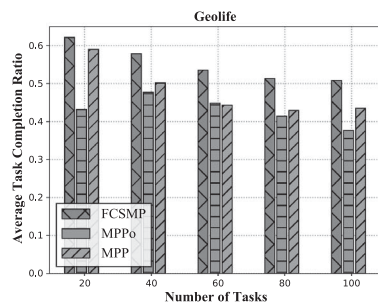 Geolife
Average Task Completion Ratio
0.6
0.5
0.4
0.3
0.2
0.1
0.0
FCSMP
MPPo
MPP
20 40 60 80 100
Number of Tasks